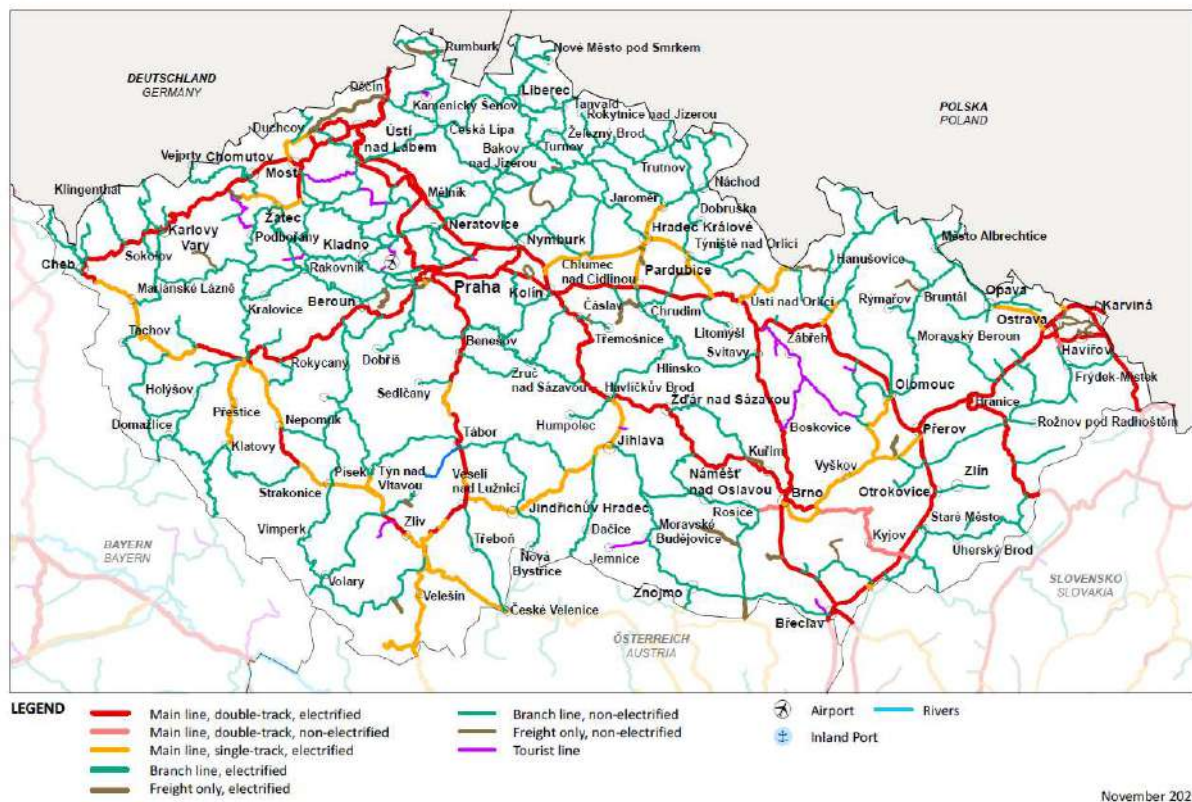 Rumburk
Nové Město pod Smrkem
DEUTSCHLAND
GERMANY
Děčín
Liberec
POLSKA
POLAND
Kamenický Šenov
Tanvald
Rokytnice nad Jizerou
Duchcov
Ústí
nad Labem
Česká Lípa
Železný Brod
Bakov
nad Jizerou
Turnov
Vejprty
Chomutov
Most
Trutnov
Klingenthal
Náchod
Mělník
Jaroměř
Dobruška
Karlovy
Vary
Žatec
Neratovice
Hradec Králové
Podbořany
Kladno
Nymburk
Týniště nad Orlicí
Město Albrechtice
Cheb
Sokolov
Rakovník
Chlumec
nad Cidlinou
Pardubice
Hanušovice
Mariánské Lázně
Praha
Kolín
Ústí nad Orlicí
Rýmařov
Bruntál
Opava
Karviná
Kralovice
Beroun
Čáslav
Chrudim
Ostrava
Tachov
Benešov
Třemošnice
Litomyšl
Zábřeh
Moravský Beroun
Havířov
Rokycany
Dobříš
Svitavy
Holýšov
Zruč
nad Sázavou
Hlinsko
Frýdek-Místek
Sedlčany
Havlíčkův Brod
Žďár nad Sázavou
Olomouc
Hranice
Přeštice
Nepomuk
Humpolec
Domažlice
Boskovice
Přerov
Rožnov pod Radhoštěm
Klatovy
Tábor
Jihlava
Kuřim
Písek
Týn nad
Vltavou
Veselí
nad Lužnicí
Náměšť
nad Oslavou
Vyškov
Zlín
Strakonice
Brno
Otrokovice
Jindřichův Hradec
Rosice
Vimperk
Zliv
Dačice
Moravské
Budějovice
Staré Město
Třeboň
Kyjov
BAYERN
BAYERN
Nová
Bystřice
Jemnice
Uherský Brod
Volary
SLOVENSKO
SLOVAKIA
Velešín
České Velenice
Znojmo
Břeclav
ÖSTERREICH
AUSTRIA
LEGEND
Main line, double-track, electrified
Main line, double-track, non-electrified
Main line, single-track, electrified
Branch line, electrified
Freight only, electrified
Branch line, non-electrified
Freight only, non-electrified
Tourist line
Airport
Inland Port
Rivers
November 202